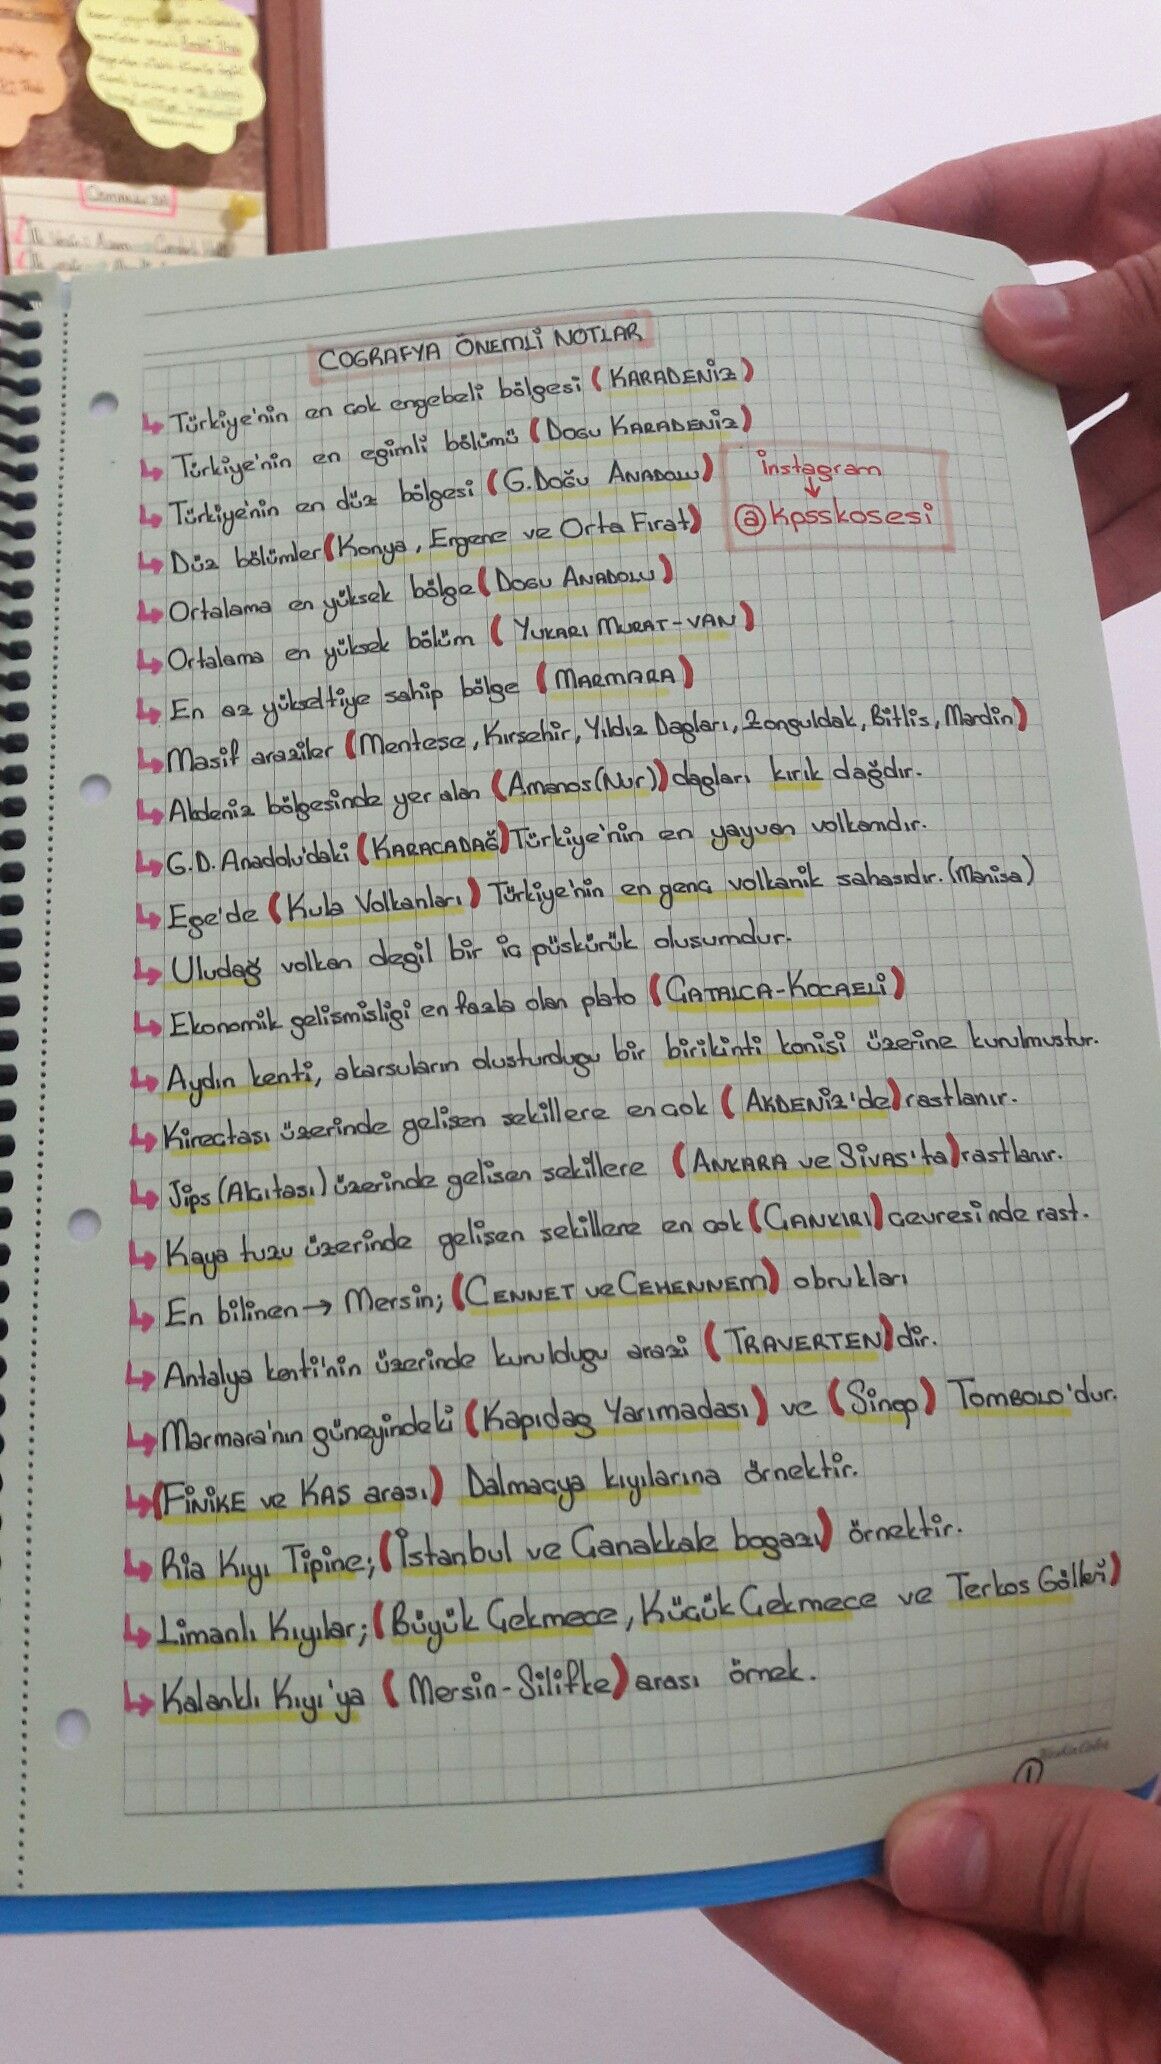 COGRAFYA ÖNEMLİ NOTLAR
Türkiye'nin en cok engebeli bölgesi (KARADENİZ)
Türkiye'nin en egimli bölümü (DOGU KARADENİZ)
Türkiye'nin en düz bölgesi (G.DOĞU ANADOLU)
instagram
@kpsskosesi
Düz bölümler (Konya, Ergene ve Orta Fırat)
Ortalama en yüksek bölge (DOGU ANADOLU)
Ortalama en yüksek bölüm (YUKARI MURAT-VAN)
En az yükseltiye sahip bölge (MARMARA)
Masif araziler (Mentese, Kırsehir, Yıldız Dagları, Zonguldak, Bitlis, Mardin)
Akdeniz bölgesinde yer alan (Amanos(Nur)) dagları kırık dağdır.
G.D. Anadolu'daki (KARACADAĞ) Türkiye'nin en yayvan volkanıdır.
Ege'de (Kula Volkanları) Türkiye'nin en genc volkanik sahasıdır. (Manisa)
Uludağ volkan degil bir ic püskürük olusumdur.
Ekonomik gelismisligi en fazla olan plato (CATALCA-KOCAELİ)
Aydın kenti, akarsuların olusturdugu bir birikinti konisi üzerine kurulmustur.
Kirectası üzerinde gelisen sekillere en cok (AKDENİZ'de) rastlanır.
Jips (Alcıtası) üzerinde gelisen sekillere (ANKARA ve SİVAS'ta) rastlanır.
Kaya tuzu üzerinde gelisen sekillere en cok (CANKIRI) cevresinde rast.
En bilinen → Mersin; (CENNET ve CEHENNEM) obrukları
Antalya kenti'nin üzerinde kuruldugu arazi (TRAVERTEN) dir.
Marmara'nın güneyindeki (Kapıdag Yarımadası) ve (Sinop) TOMBOLO'dur.
(FİNİKE ve KAS arası) Dalmacya kıyılarına örnektir.
Ria Kıyı Tipine; (İstanbul ve Canakkale bogazı) örnektir.
Limanlı Kıyılar; (Büyük Cekmece, Kücük Cekmece ve Terkos Gölleri)
Kalanklı Kıyı'ya (Mersin-Silifke) arası örnek.
1